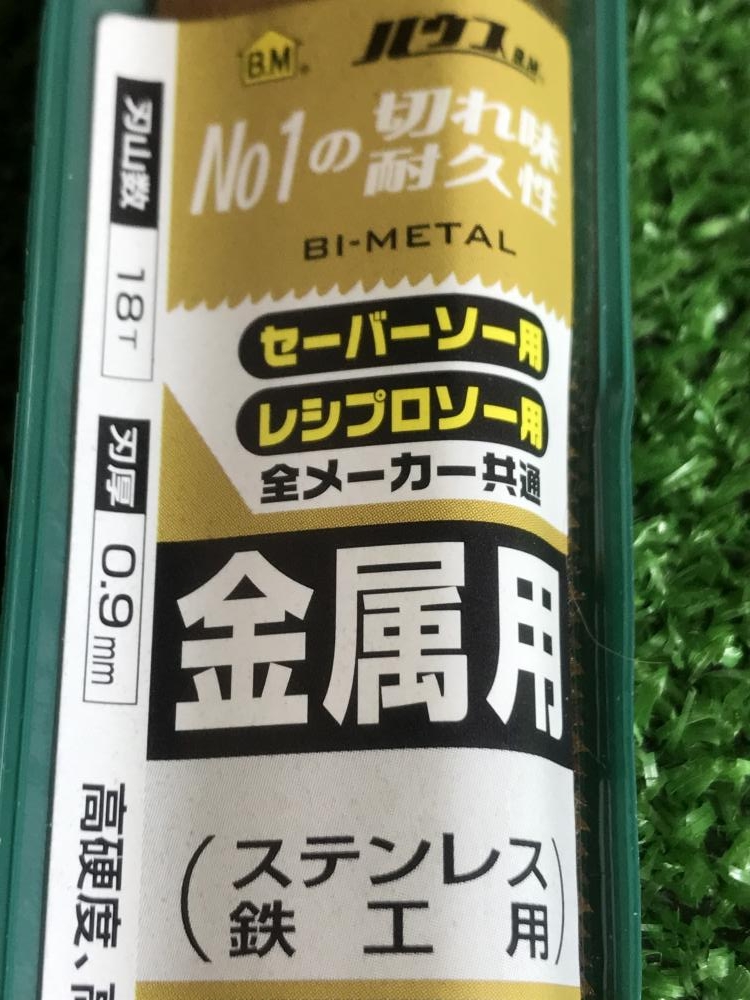 B.M
ハウス B.M
No1の 切れ味
耐久性
BI-METAL
セーバーソー用
レシプロソー用
全メーカー共通
金属用
(ステンレス
鉄工用)
刃山数
18T
刃厚
0.9mm
高硬度、